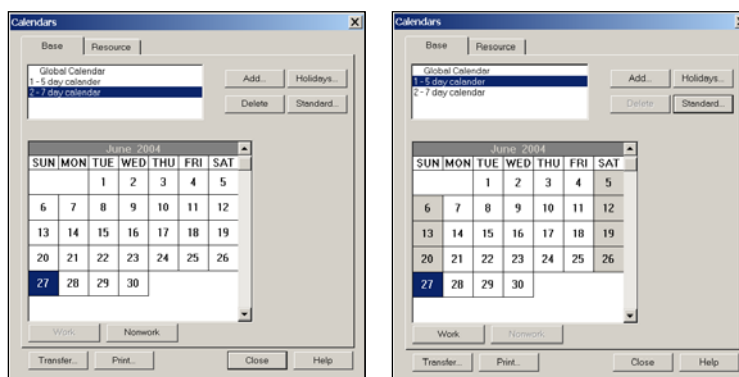 Calendars
Base Resource
Global Calendar
1 - 5 day calender
2 - 7 day calendar
Add... Holidays...
Delete Standard...
June 2004
SUN MON TUE WED THU FRI SAT
1 2 3 4 5
6 7 8 9 10 11 12
13 14 15 16 17 18 19
20 21 22 23 24 25 26
27 28 29 30
Work Nonwork
Transfer... Print... Close Help
Calendars
Base Resource
Global Calendar
1 - 5 day calender
2 - 7 day calendar
Add... Holidays...
Delete Standard...
June 2004
SUN MON TUE WED THU FRI SAT
1 2 3 4 5
6 7 8 9 10 11 12
13 14 15 16 17 18 19
20 21 22 23 24 25 26
27 28 29 30
Work Nonwork
Transfer... Print... Close Help